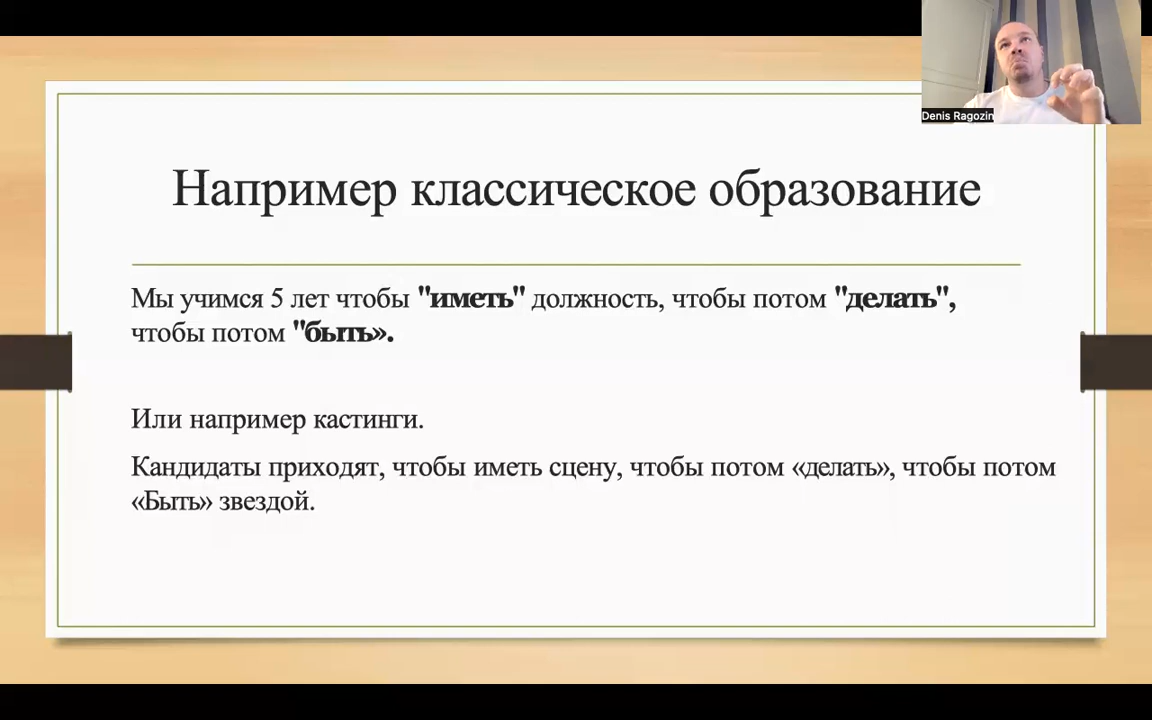 Denis Ragozin
Например классическое образование
Мы учимся 5 лет чтобы "иметь" должность, чтобы потом "делать",
чтобы потом "быть».
Или например кастинги.
Кандидаты приходят, чтобы иметь сцену, чтобы потом «делать», чтобы потом
«Быть» звездой.